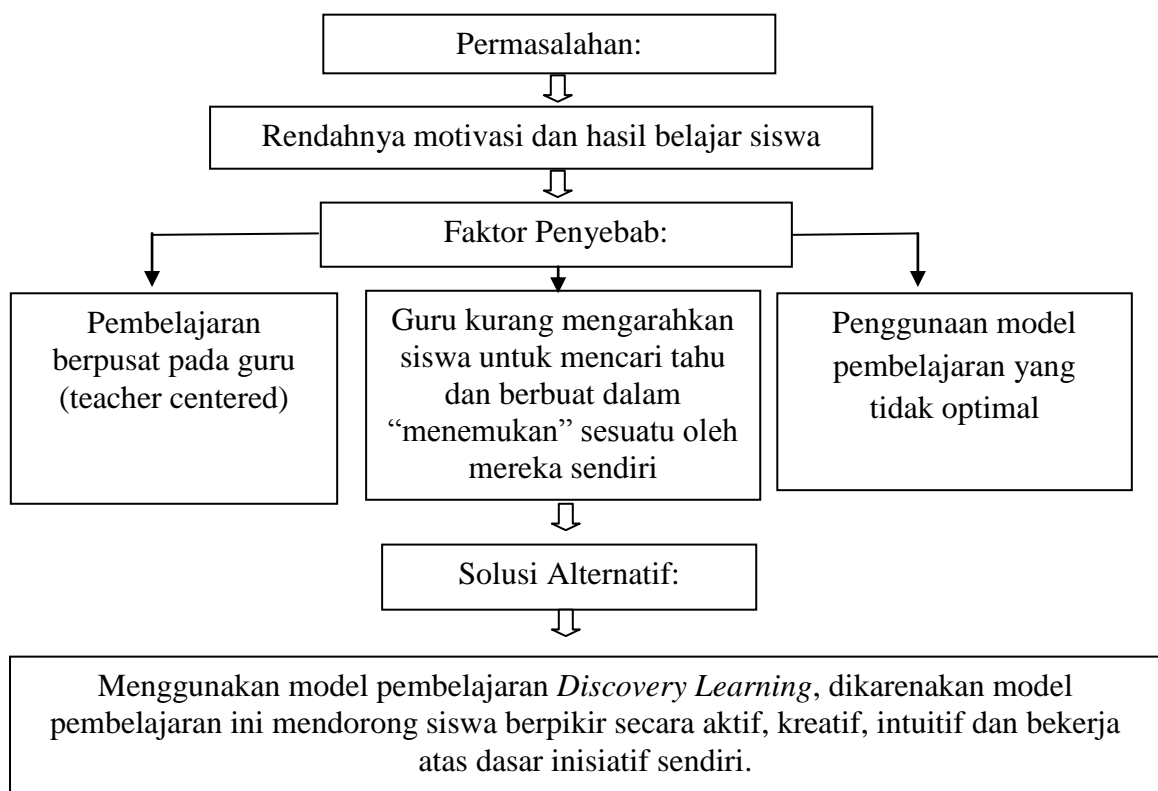 Permasalahan:
Rendahnya motivasi dan hasil belajar siswa
Faktor Penyebab:
Pembelajaran
berpusat pada guru
(teacher centered)
Guru kurang mengarahkan
siswa untuk mencari tahu
dan berbuat dalam
“menemukan” sesuatu oleh
mereka sendiri
Penggunaan model
pembelajaran yang
tidak optimal
Solusi Alternatif:
Menggunakan model pembelajaran Discovery Learning, dikarenakan model
pembelajaran ini mendorong siswa berpikir secara aktif, kreatif, intuitif dan bekerja
atas dasar inisiatif sendiri.